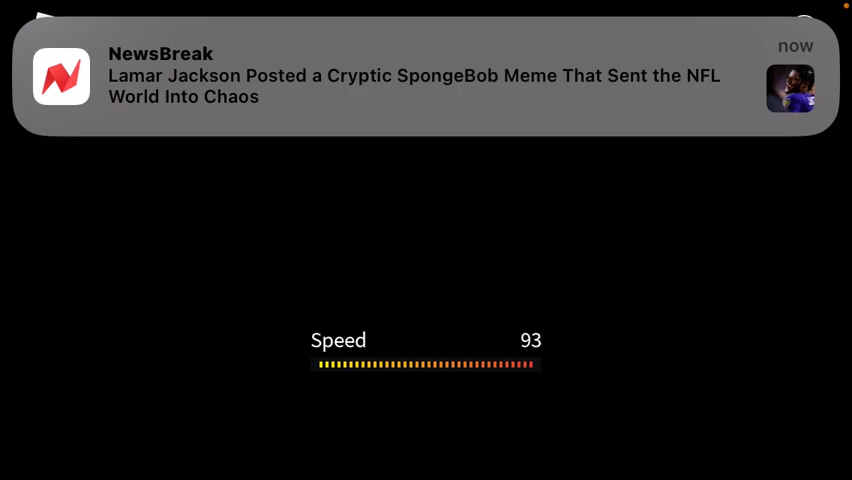 NewsBreak
now
Lamar Jackson Posted a Cryptic SpongeBob Meme That Sent the NFL
World Into Chaos
Speed 93